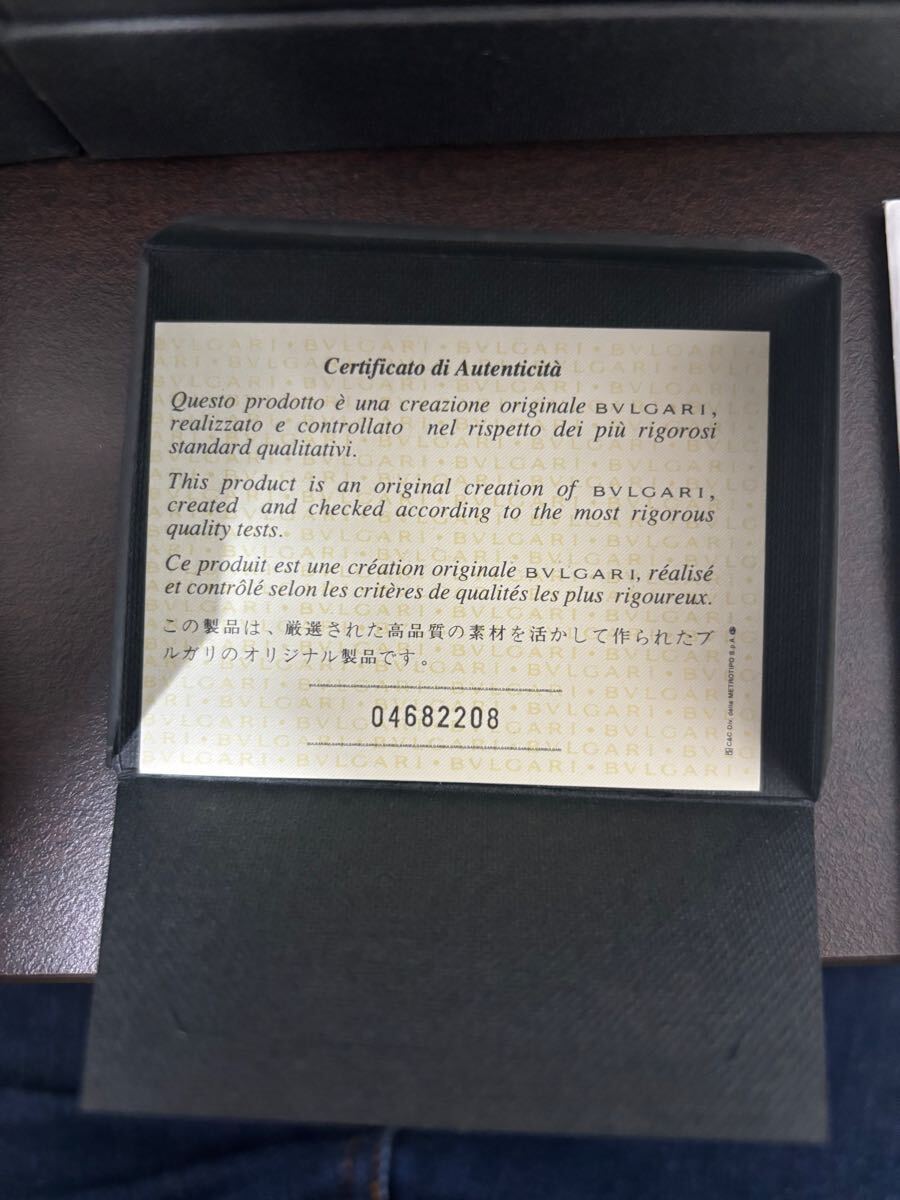 Certificato di Autenticità
Questo prodotto è una creazione originale BVLGARI,
realizzato e controllato nel rispetto dei più rigorosi
standard qualitativi.
This product is an original creation of BVLGARI,
created and checked according to the most rigorous
quality tests.
Ce produit est une création originale BVLGARI, réalisé
et contrôlé selon les critères de qualités les plus rigoureux.
この製品は、厳選された高品質の素材を活かして作られたブ
ルガリのオリジナル製品です。
04682208
C&C Div. della METROTIPO S.p.A.